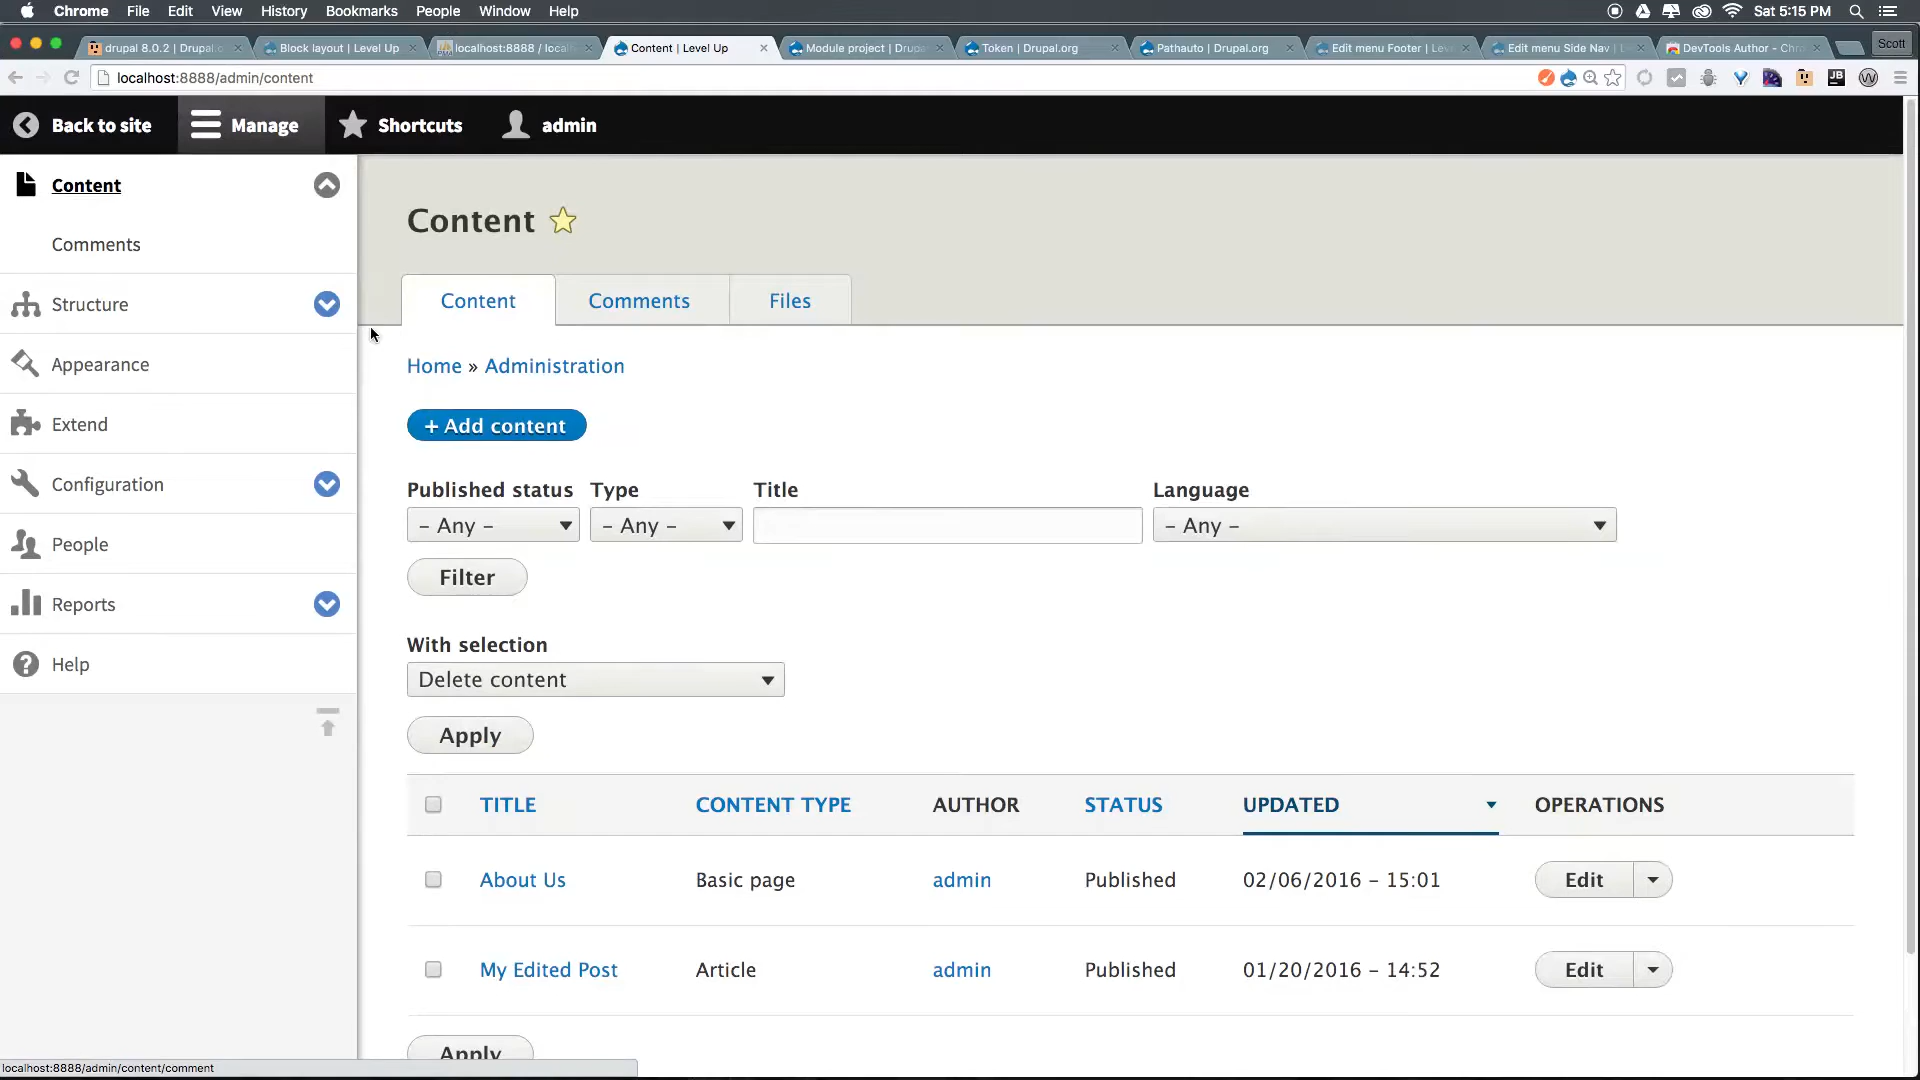 Chrome File Edit View History Bookmarks People Window Help Sat 5:15 PM
drupal 8.0.2 | Drupal.o Block layout | Level Up localhost:8888 / local Content | Level Up Module project | Drupa Token | Drupal.org Pathauto | Drupal.org Edit menu Footer | Lev Edit menu Side Nav | DevTools Author - Chro Scott
localhost:8888/admin/content
Back to site Manage Shortcuts admin
Content
Comments
Structure
Appearance
Extend
Configuration
People
Reports
Help
Content
Content Comments Files
Home » Administration
+ Add content
Published status Type Title Language
- Any - - Any - - Any -
Filter
With selection
Delete content
Apply
TITLE CONTENT TYPE AUTHOR STATUS UPDATED OPERATIONS
About Us Basic page admin Published 02/06/2016 - 15:01 Edit
My Edited Post Article admin Published 01/20/2016 - 14:52 Edit
Apply
localhost:8888/admin/content/comment